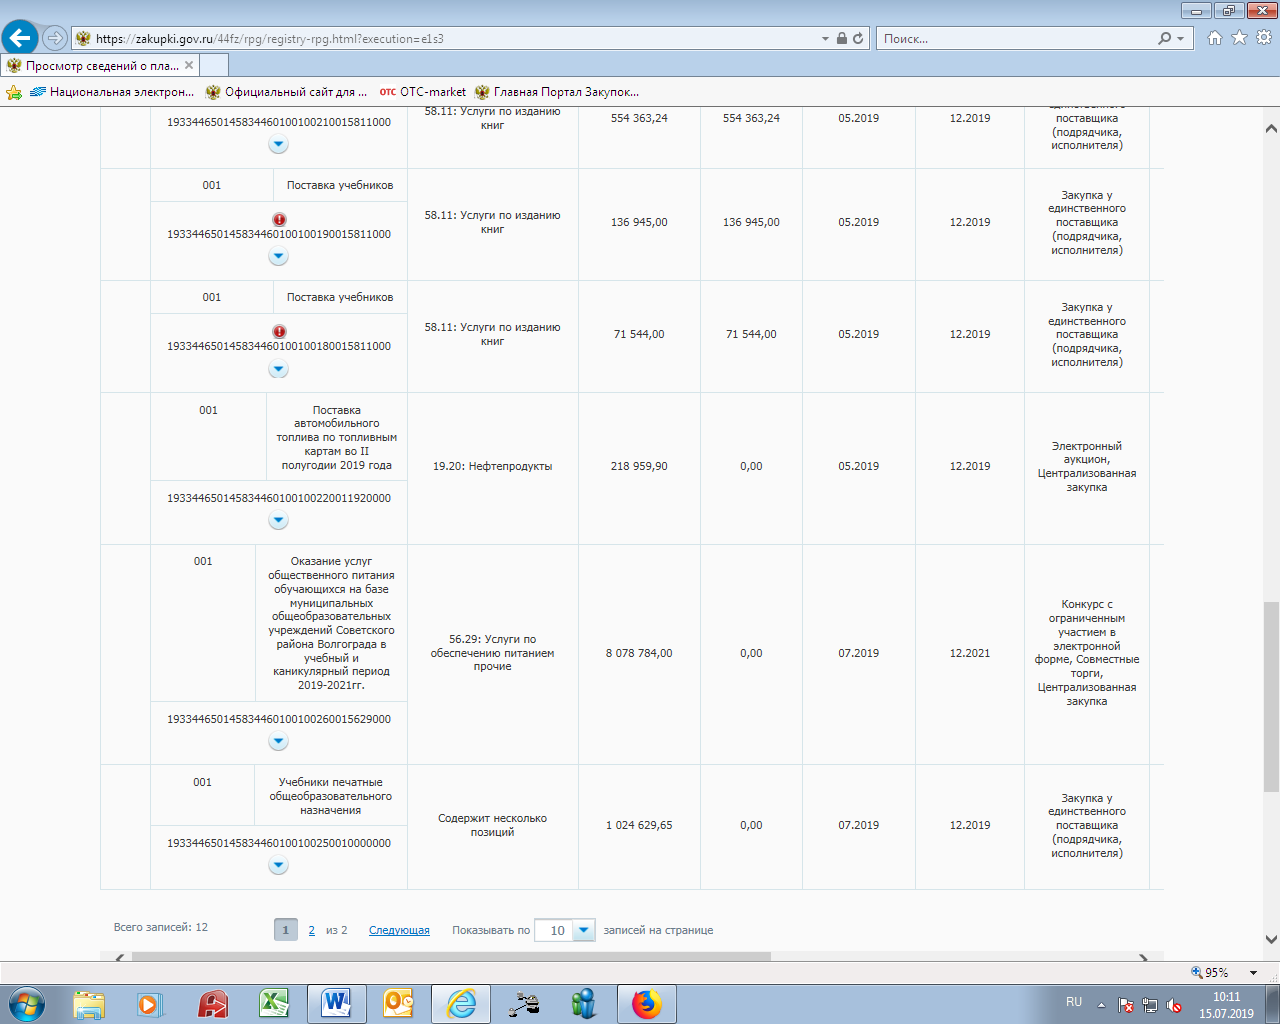 https://zakupki.gov.ru/44fz/rpg/registry-rpg.html?execution=e1s3
Поиск...
Просмотр сведений о пла...
Национальная электрон...
Официальный сайт для ...
OTC OTC-market
Главная Портал Закупок...
193344650145834460100100210015811000
58.11: Услуги по изданию
книг
554 363,24
554 363,24
05.2019
12.2019
поставщика
(подрядчика,
исполнителя)
001
Поставка учебников
193344650145834460100100190015811000
58.11: Услуги по изданию
книг
136 945,00
136 945,00
05.2019
12.2019
Закупка у
единственного
поставщика
(подрядчика,
исполнителя)
001
Поставка учебников
193344650145834460100100180015811000
58.11: Услуги по изданию
книг
71 544,00
71 544,00
05.2019
12.2019
Закупка у
единственного
поставщика
(подрядчика,
исполнителя)
001
Поставка
автомобильного
топлива по топливным
картам во II
полугодии 2019 года
193344650145834460100100220011920000
19.20: Нефтепродукты
218 959,90
0,00
05.2019
12.2019
Электронный
аукцион,
Централизованная
закупка
001
Оказание услуг
общественного питания
обучающихся на базе
муниципальных
общеобразовательных
учреждений Советского
района Волгограда в
учебный и
каникулярный период
2019-2021гг.
193344650145834460100100260015629000
56.29: Услуги по
обеспечению питанием
прочие
8 078 784,00
0,00
07.2019
12.2021
Конкурс с
ограниченным
участием в
электронной
форме, Совместные
торги,
Централизованная
закупка
001
Учебники печатные
общеобразовательного
назначения
193344650145834460100100250010000000
Содержит несколько
позиций
1 024 629,65
0,00
07.2019
12.2019
Закупка у
единственного
поставщика
(подрядчика,
исполнителя)
Всего записей: 12
1 2 из 2 Следующая
Показывать по 10 записей на странице
95%
RU
10:11
15.07.2019